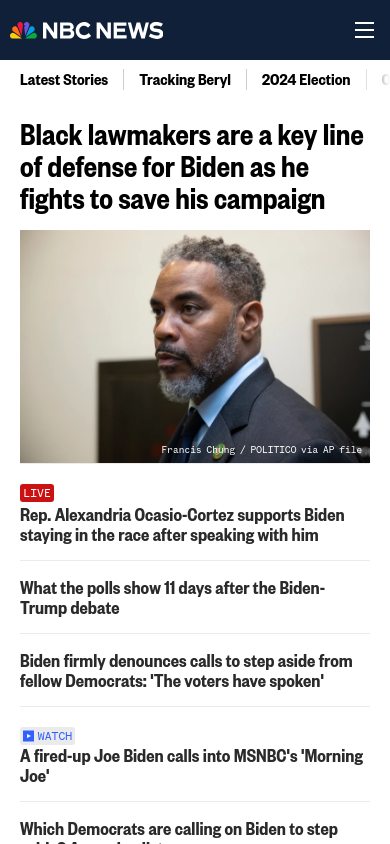 NBC NEWS
Latest Stories
Tracking Beryl
2024 Election
Black lawmakers are a key line
of defense for Biden as he
fights to save his campaign
Francis Chung / POLITICO via AP file
LIVE
Rep. Alexandria Ocasio-Cortez supports Biden
staying in the race after speaking with him
What the polls show 11 days after the Biden-
Trump debate
Biden firmly denounces calls to step aside from
fellow Democrats: 'The voters have spoken'
WATCH
A fired-up Joe Biden calls into MSNBC's 'Morning
Joe'
Which Democrats are calling on Biden to step